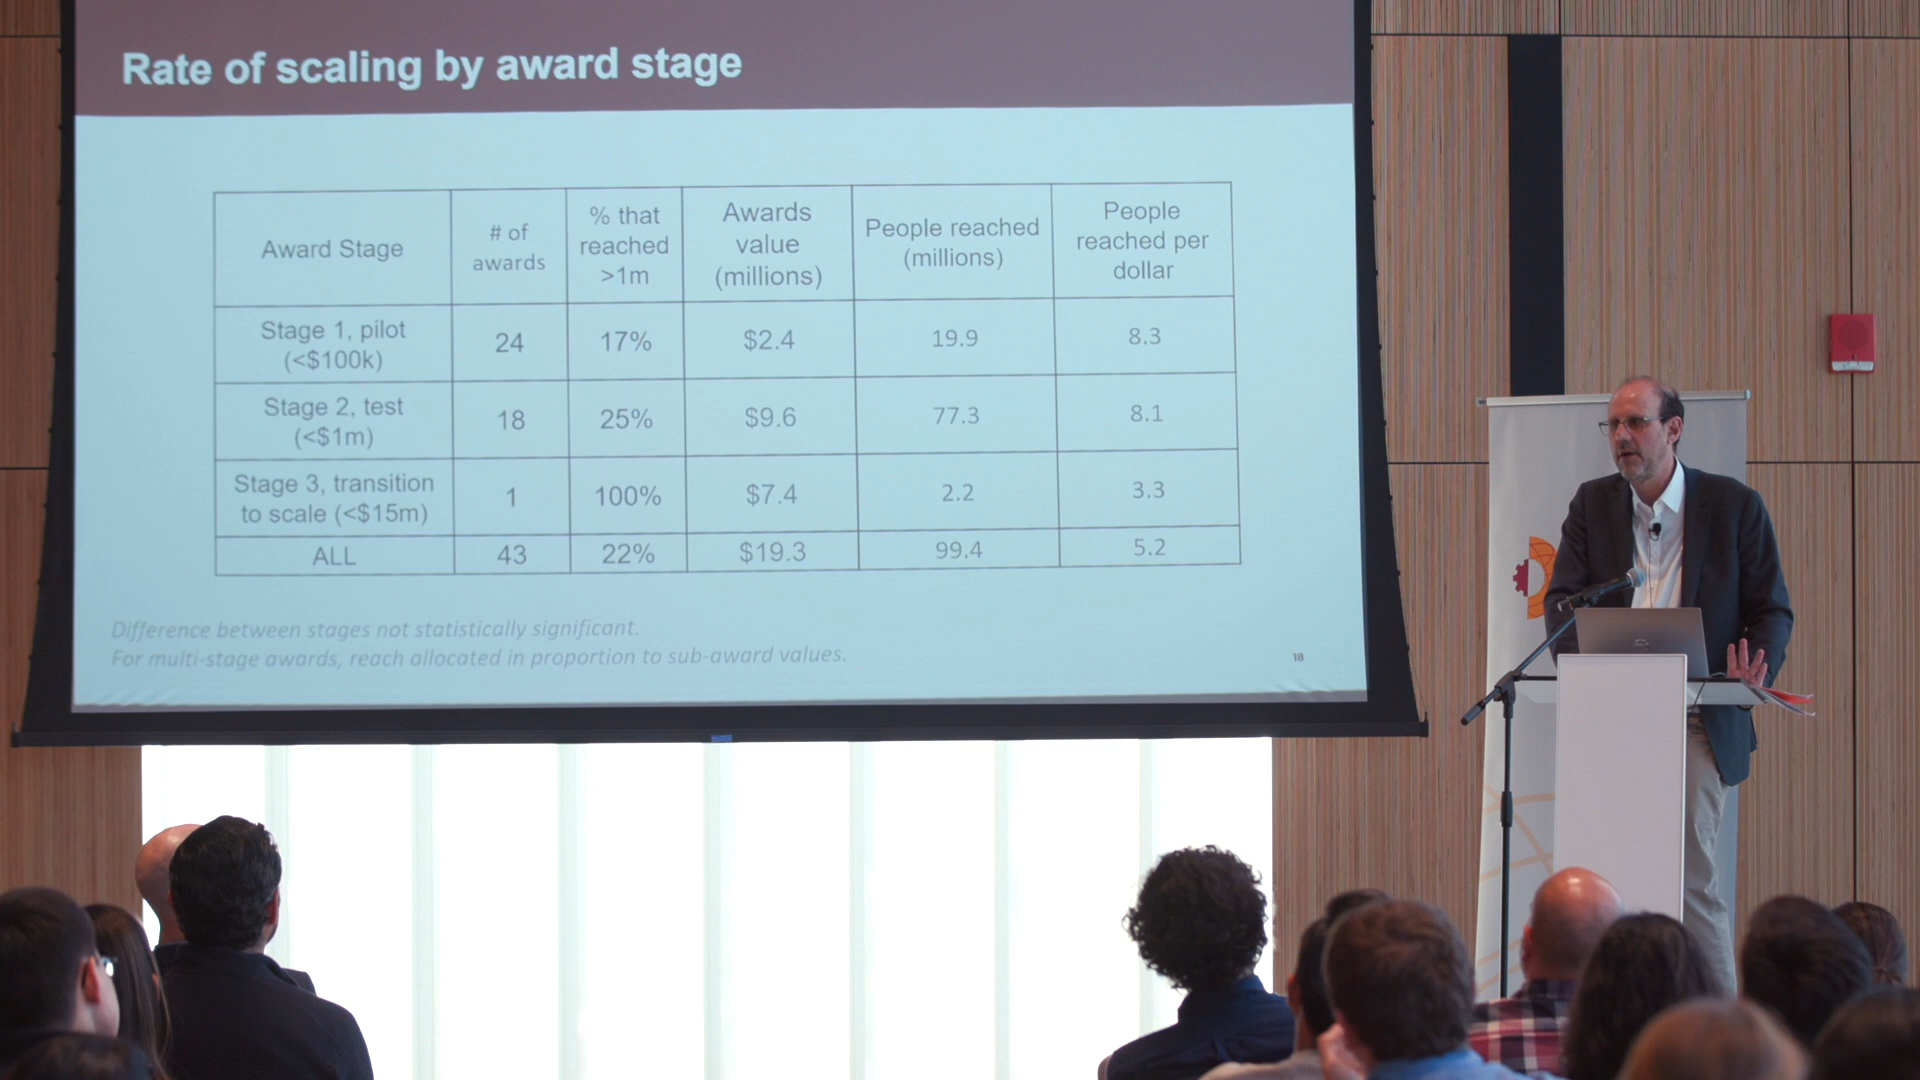 Rate of scaling by award stage
Award Stage
# of
awards
% that
reached
>1m
Awards
value
(millions)
People reached
(millions)
People
reached per
dollar
Stage 1, pilot
(<$100k)
24
17%
$2.4
19.9
8.3
Stage 2, test
(<$1m)
18
25%
$9.6
77.3
8.1
Stage 3, transition
to scale (<$15m)
1
100%
$7.4
2.2
3.3
ALL
43
22%
$19.3
99.4
5.2
Difference between stages not statistically significant.
For multi-stage awards, reach allocated in proportion to sub-award values.
18